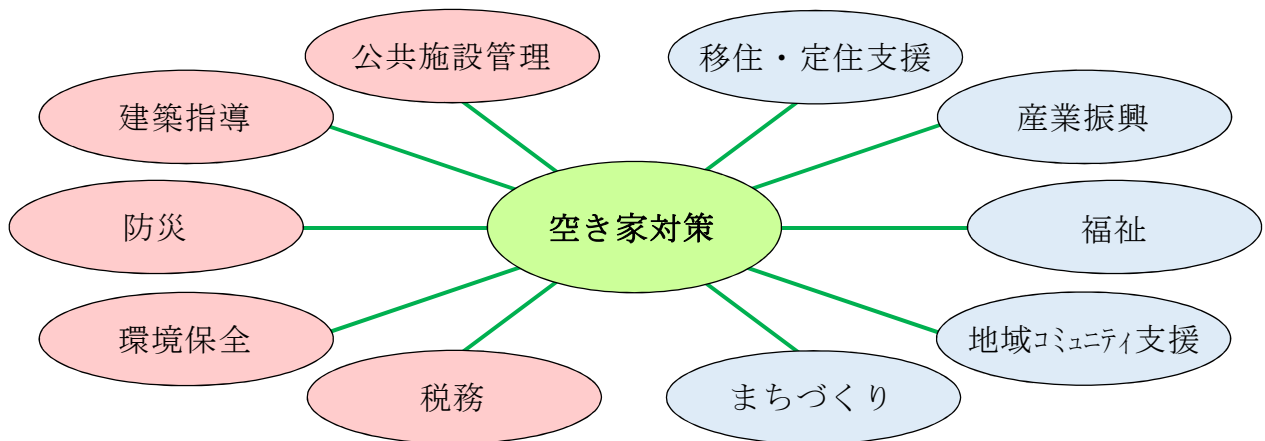 公共施設管理
移住・定住支援
建築指導
産業振興
防災
空き家対策
福祉
環境保全
地域コミュニティ支援
税務
まちづくり